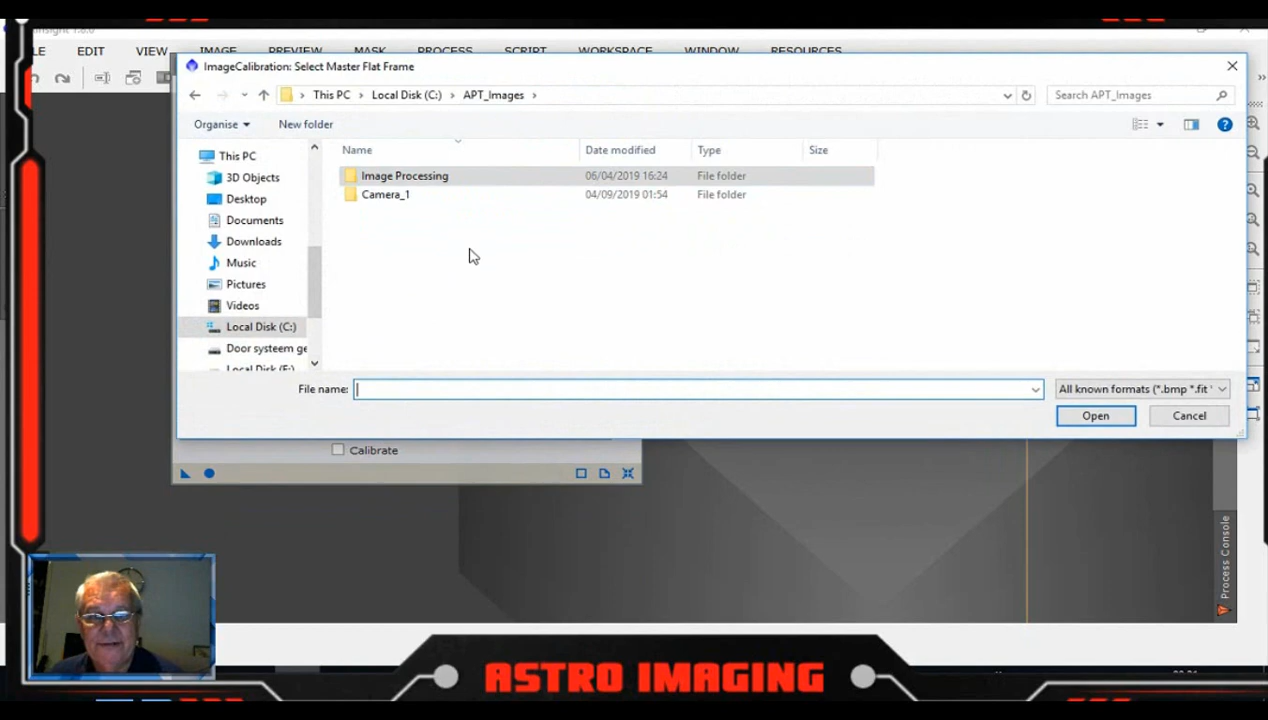 EDIT VIEW IMAGE PREVIEW MASK PROCESS SCRIPT WORKSPACE WINDOW RESOURCES
ImageCalibration: Select Master Flat Frame
This PC > Local Disk (C:) > APT_Images >
Search APT_Images
Organise
New folder
Name Date modified Type Size
This PC
3D Objects
Desktop
Documents
Downloads
Music
Pictures
Videos
Local Disk (C:)
Door systeem ge
Local Disk (F:)
Image Processing 06/04/2019 16:24 File folder
Camera_1 04/09/2019 01:54 File folder
File name:
All known formats (*.bmp *.fit
Open
Cancel
Calibrate
Process Console
ASTRO IMAGING